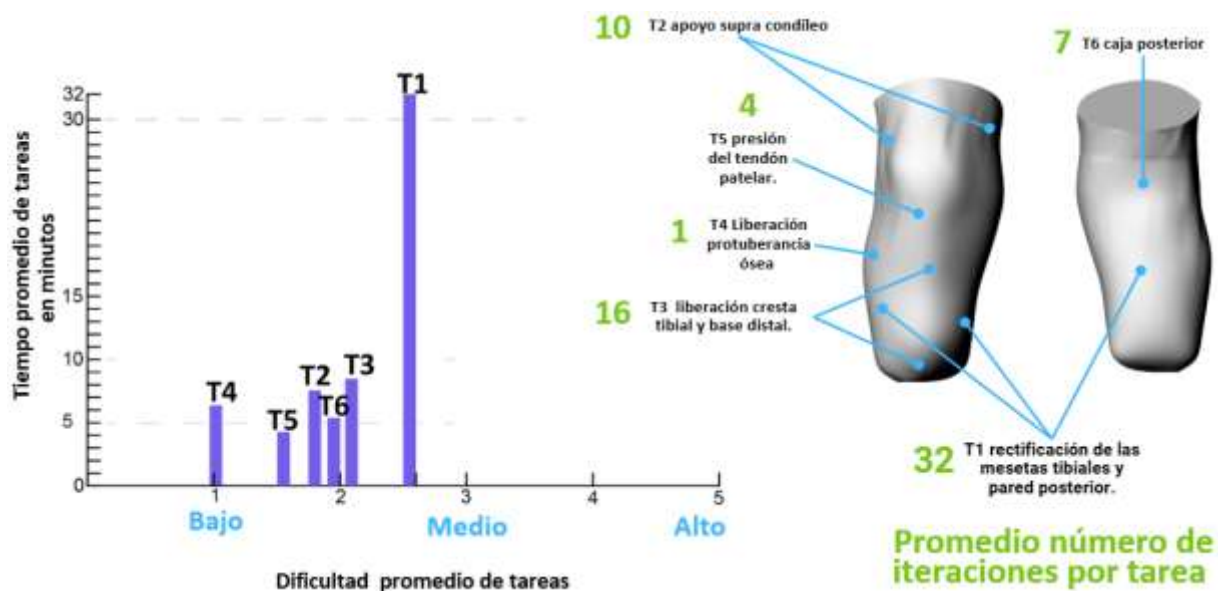 32
30
15
10
5
0
Tiempo promedio de tareas
en minutos
T1
T4
T5
T2
T6
T3
1
2
3
4
5
Bajo
Medio
Alto
Dificultad promedio de tareas
10
T2 apoyo supra condíleo
7
T6 caja posterior
4
T5 presión
del tendón
patelar.
1
T4 Liberación
protuberancia
ósea
16
T3 liberación cresta
tibial y base distal.
32
T1 rectificación de las
mesetas tibiales y
pared posterior.
Promedio número de
iteraciones por tarea